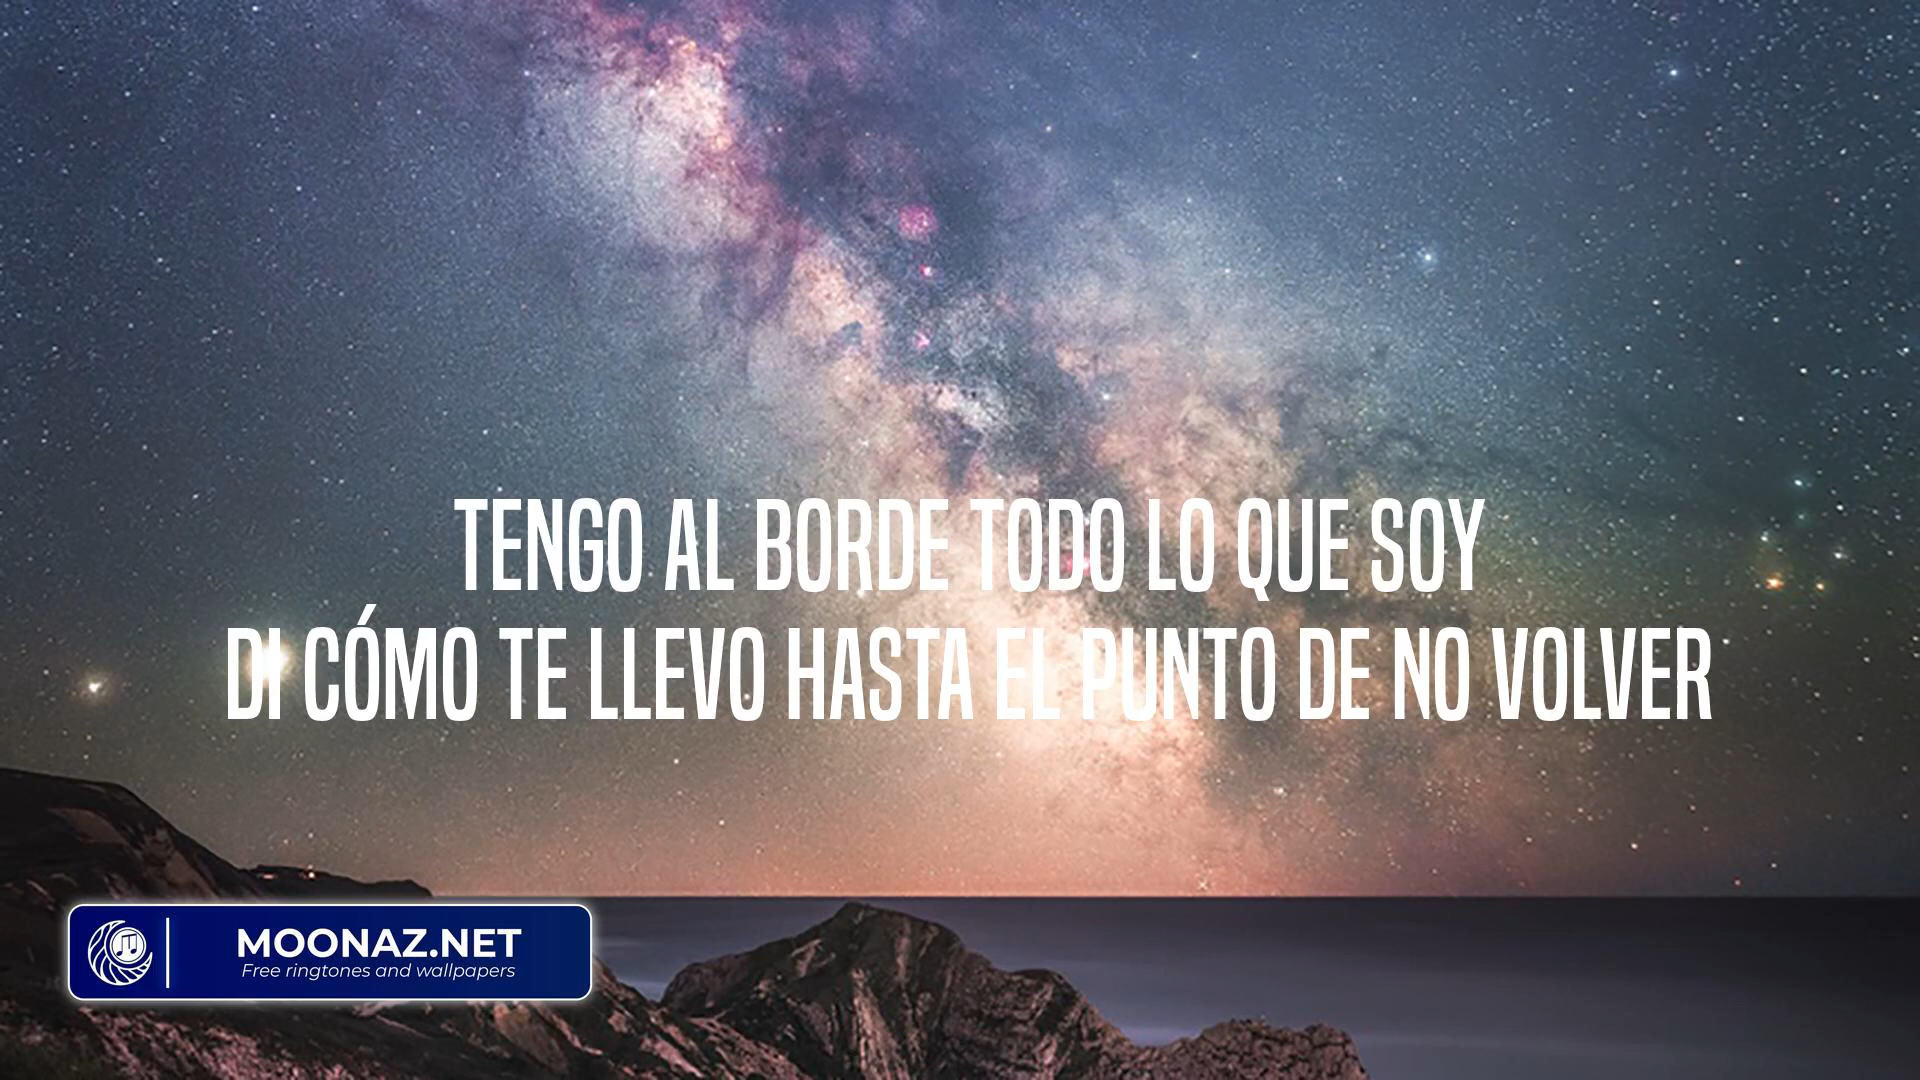 TENGO AL BORDE TODO LO QUE SOY
DI CÓMO TE LLEVO HASTA EL PUNTO DE NO VOLVER
MOONAZ.NET
Free ringtones and wallpapers